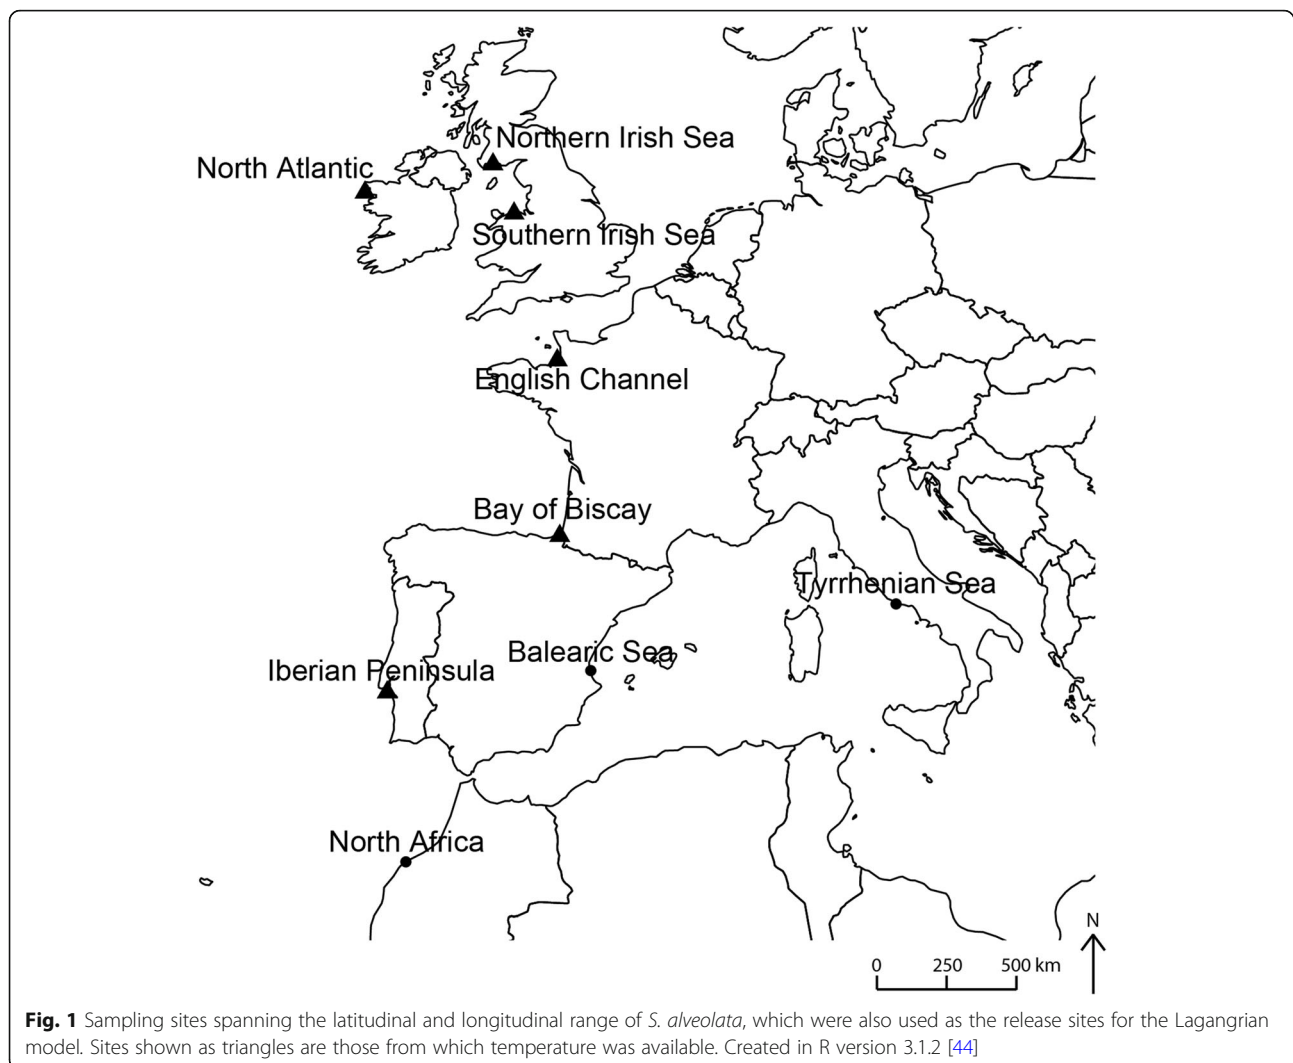 Northern Irish Sea
North Atlantic
Southern Irish Sea
English Channel
Bay of Biscay
Tyrrhenian Sea
Balearic Sea
Iberian Peninsula
North Africa
N
0 250 500 km
Fig. 1 Sampling sites spanning the latitudinal and longitudinal range of S. alveolata, which were also used as the release sites for the Lagangrian
model. Sites shown as triangles are those from which temperature was available. Created in R version 3.1.2 [44]